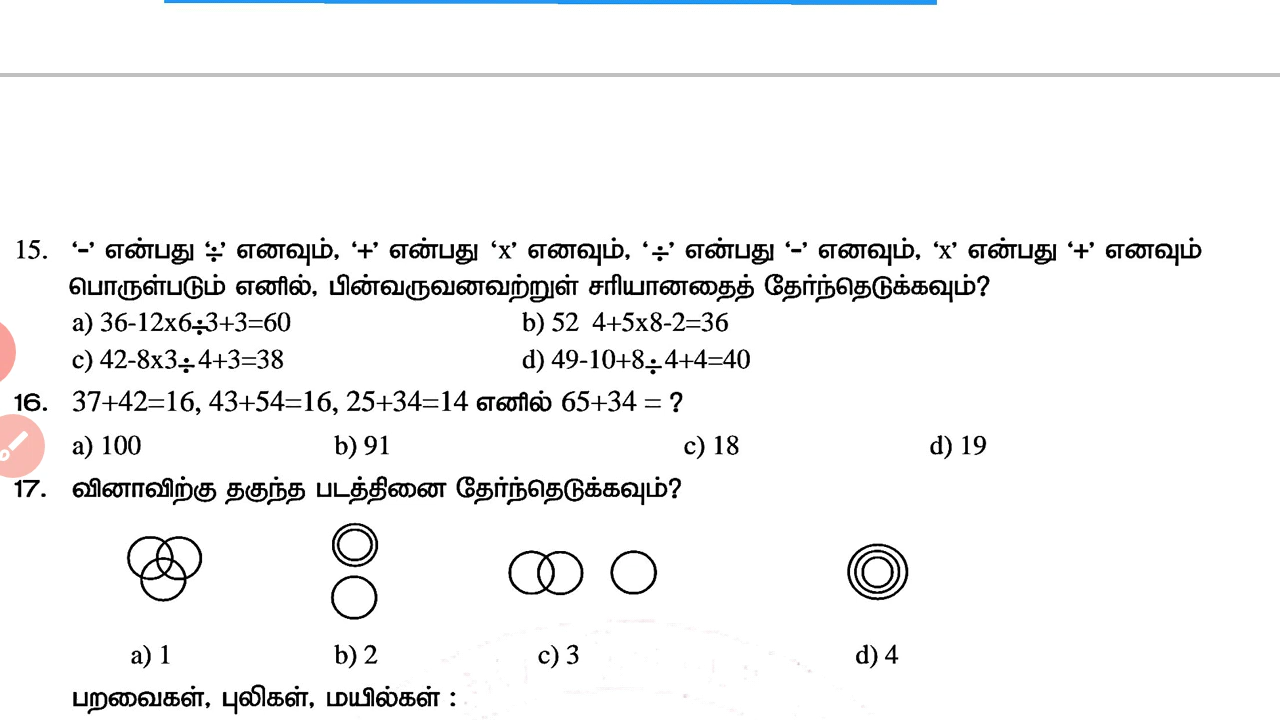 15. ‘-’ என்பது ‘÷’ எனவும், ‘+’ என்பது ‘x’ எனவும், ‘÷’ என்பது ‘-’ எனவும், ‘x’ என்பது ‘+’ எனவும்
பொருள்படும் எனில், பின்வருவனவற்றுள் சரியானதைத் தேர்ந்தெடுக்கவும்?
a) 36-12x6÷3+3=60 b) 52 4+5x8-2=36
c) 42-8x3÷4+3=38 d) 49-10+8÷4+4=40
16. 37+42=16, 43+54=16, 25+34=14 எனில் 65+34 = ?
a) 100 b) 91 c) 18 d) 19
17. வினாவிற்கு தகுந்த படத்தினை தேர்ந்தெடுக்கவும்?
a) 1 b) 2 c) 3 d) 4
பறவைகள், புலிகள், மயில்கள் :